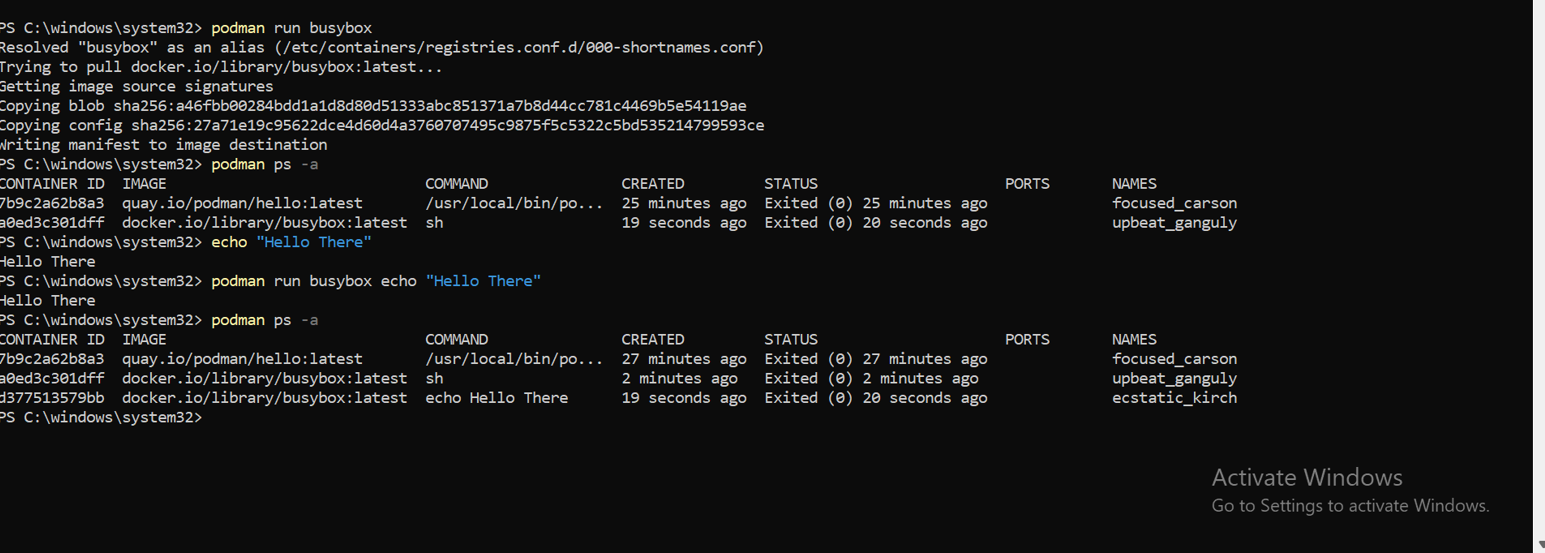 PS C:\windows\system32> podman run busybox
Resolved "busybox" as an alias (/etc/containers/registries.conf.d/000-shortnames.conf)
Trying to pull docker.io/library/busybox:latest...
Getting image source signatures
Copying blob sha256:a46fbb00284bdd1a1d8d80d51333abc851371a7b8d44cc781c4469b5e54119ae
Copying config sha256:27a71e19c95622dce4d60d4a3760707495c9875f5c5322c5bd535214799593ce
Writing manifest to image destination
PS C:\windows\system32> podman ps -a
CONTAINER ID  IMAGE                             COMMAND               CREATED         STATUS                     PORTS       NAMES
7b9c2a62b8a3  quay.io/podman/hello:latest       /usr/local/bin/po...  25 minutes ago  Exited (0) 25 minutes ago              focused_carson
a0ed3c301dff  docker.io/library/busybox:latest  sh                    19 seconds ago  Exited (0) 20 seconds ago              upbeat_ganguly
PS C:\windows\system32> echo "Hello There"
Hello There
PS C:\windows\system32> podman run busybox echo "Hello There"
Hello There
PS C:\windows\system32> podman ps -a
CONTAINER ID  IMAGE                             COMMAND               CREATED         STATUS                     PORTS       NAMES
7b9c2a62b8a3  quay.io/podman/hello:latest       /usr/local/bin/po...  27 minutes ago  Exited (0) 27 minutes ago              focused_carson
a0ed3c301dff  docker.io/library/busybox:latest  sh                    2 minutes ago   Exited (0) 2 minutes ago               upbeat_ganguly
d377513579bb  docker.io/library/busybox:latest  echo Hello There      19 seconds ago  Exited (0) 20 seconds ago              ecstatic_kirch
PS C:\windows\system32>
Activate Windows
Go to Settings to activate Windows.